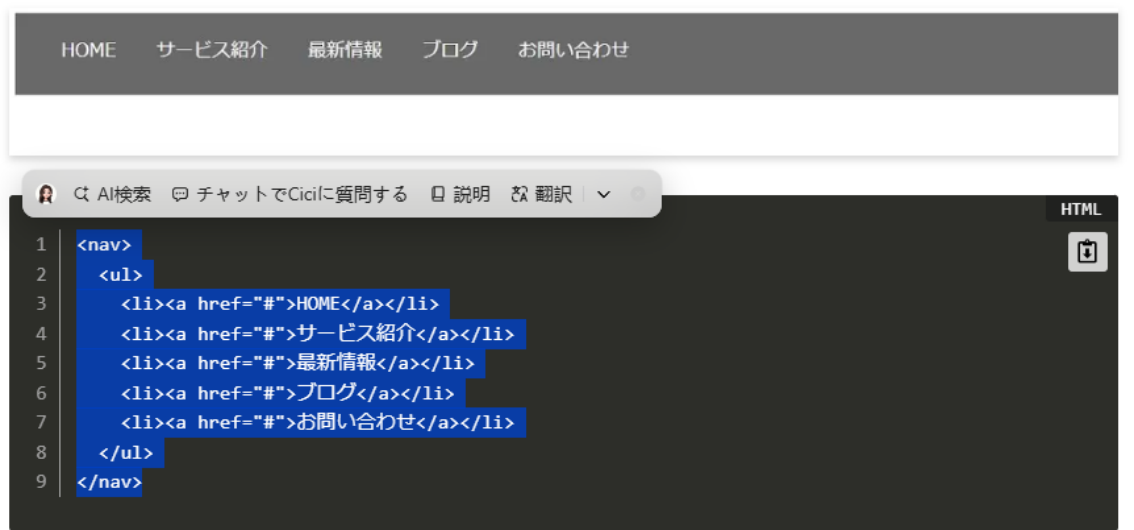 HOME サービス紹介 最新情報 ブログ お問い合わせ
AI検索 チャットでCiciに質問する 説明 翻訳
HTML
1 <nav>
2 <ul>
3 <li><a href="#">HOME</a></li>
4 <li><a href="#">サービス紹介</a></li>
5 <li><a href="#">最新情報</a></li>
6 <li><a href="#">ブログ</a></li>
7 <li><a href="#">お問い合わせ</a></li>
8 </ul>
9 </nav>